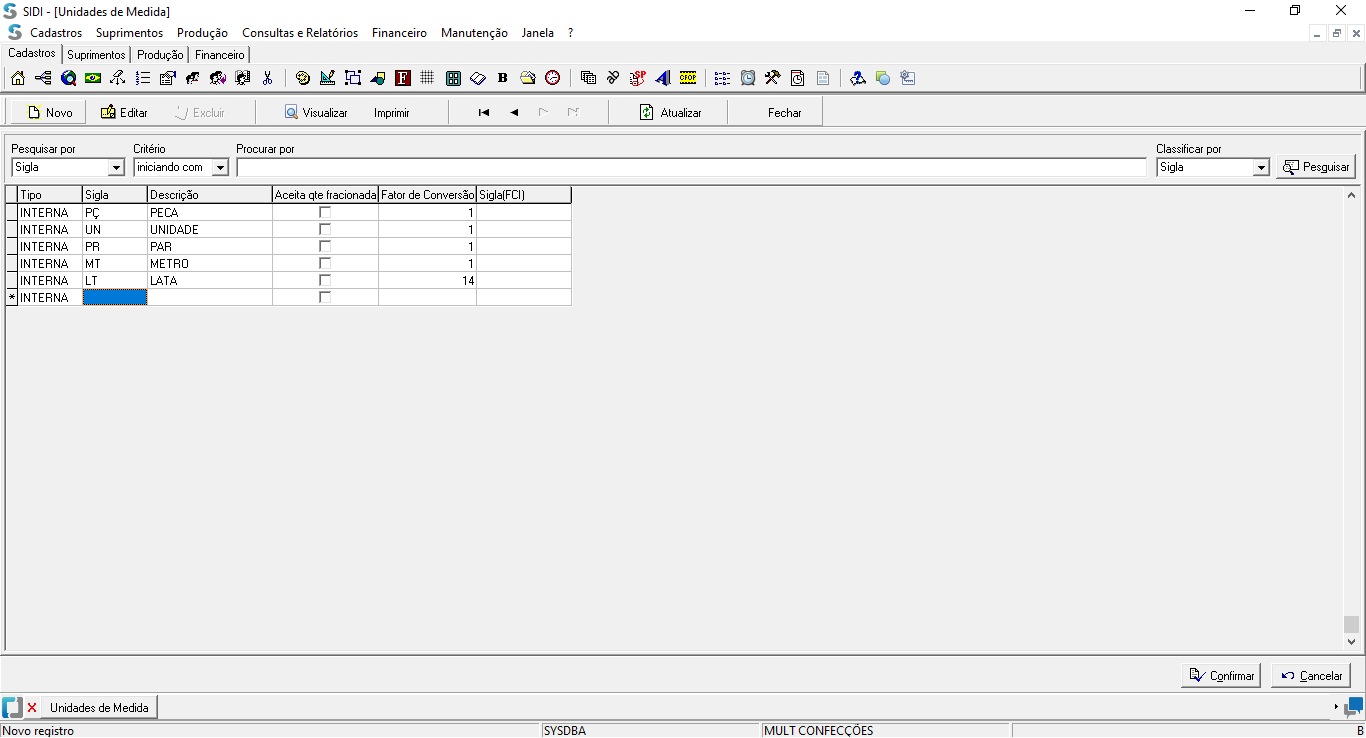 SIDI - [Unidades de Medida]
Cadastros Suprimentos Produção Consultas e Relatórios Financeiro Manutenção Janela ?
Cadastros Suprimentos Produção Financeiro
F B SP CFOP
Novo Editar Excluir Visualizar Imprimir Atualizar Fechar
Pesquisar por Critério Procurar por Classificar por
Sigla iniciando com Sigla Pesquisar
Tipo Sigla Descrição Aceita qte fracionada Fator de Conversão Sigla(FCI)
INTERNA PÇ PECA 1
INTERNA UN UNIDADE 1
INTERNA PR PAR 1
INTERNA MT METRO 1
INTERNA LT LATA 14
* INTERNA
Confirmar Cancelar
Unidades de Medida
Novo registro SYSDBA MULT CONFECÇÕES B